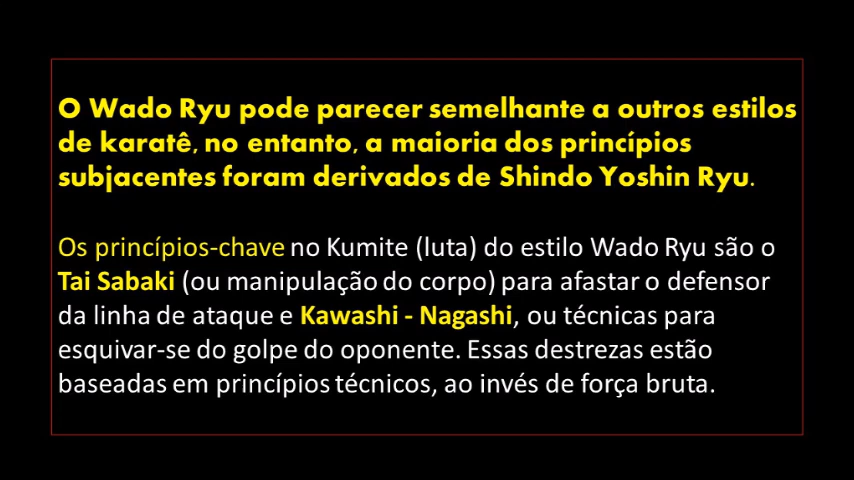 O Wado Ryu pode parecer semelhante a outros estilos
de karatê, no entanto, a maioria dos princípios
subjacentes foram derivados de Shindo Yoshin Ryu.
Os princípios-chave no Kumite (luta) do estilo Wado Ryu são o
Tai Sabaki (ou manipulação do corpo) para afastar o defensor
da linha de ataque e Kawashi - Nagashi, ou técnicas para
esquivar-se do golpe do oponente. Essas destrezas estão
baseadas em princípios técnicos, ao invés de força bruta.